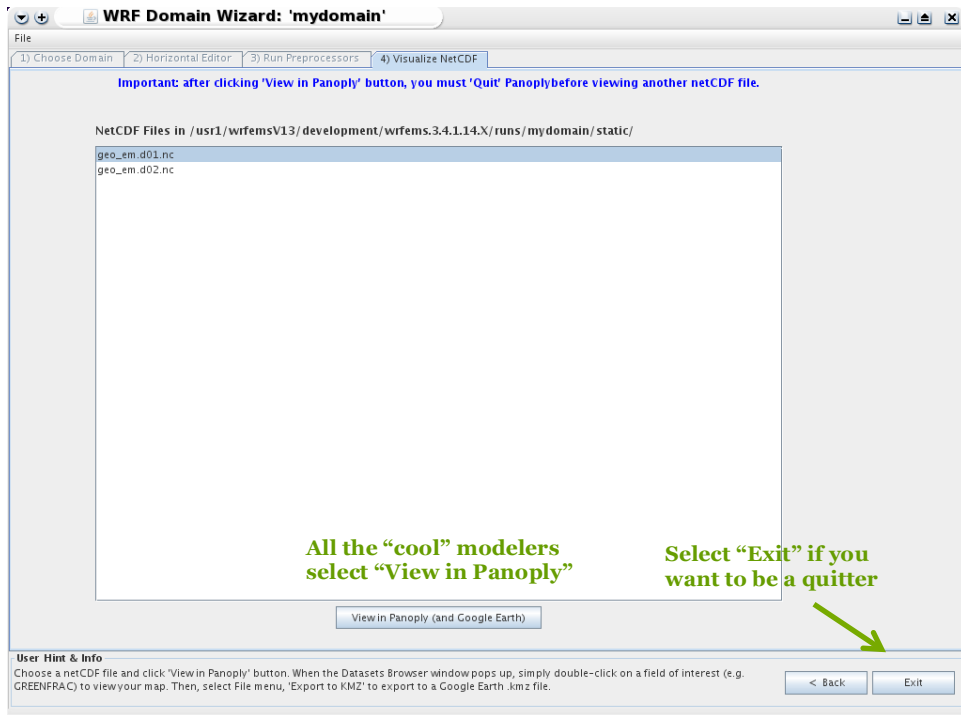 WRF Domain Wizard: 'mydomain'
File
1) Choose Domain 2) Horizontal Editor 3) Run Preprocessors 4) Visualize NetCDF
Important: after clicking 'View in Panoply' button, you must 'Quit' Panoplybefore viewing another netCDF file.
NetCDF Files in /usr1/wrfemsV13/development/wrfems.3.4.1.14.X/runs/mydomain/static/
geo_em.d01.nc
geo_em.d02.nc
All the “cool” modelers
select “View in Panoply”
Select “Exit” if you
want to be a quitter
View in Panoply (and Google Earth)
User Hint & Info
Choose a netCDF file and click 'View in Panoply' button. When the Datasets Browser window pops up, simply double-click on a field of interest (e.g.
GREENFRAC) to view your map. Then, select File menu, 'Export to KMZ' to export to a Google Earth .kmz file.
< Back Exit